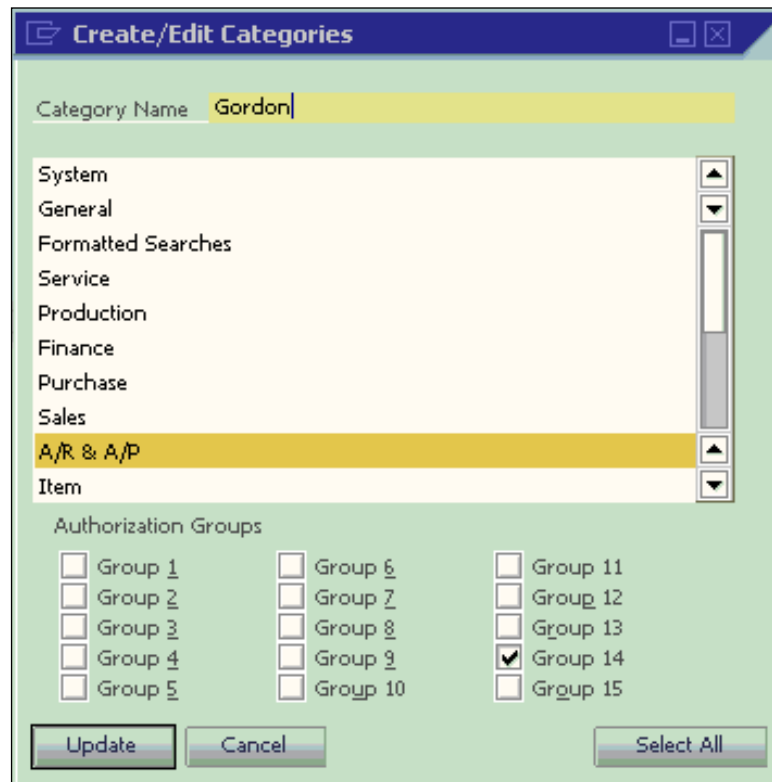 Create/Edit Categories
Category Name Gordon
System
General
Formatted Searches
Service
Production
Finance
Purchase
Sales
A/R & A/P
Item
Authorization Groups
Group 1 Group 6 Group 11
Group 2 Group 7 Group 12
Group 3 Group 8 Group 13
Group 4 Group 9 Group 14
Group 5 Group 10 Group 15
Update Cancel Select All